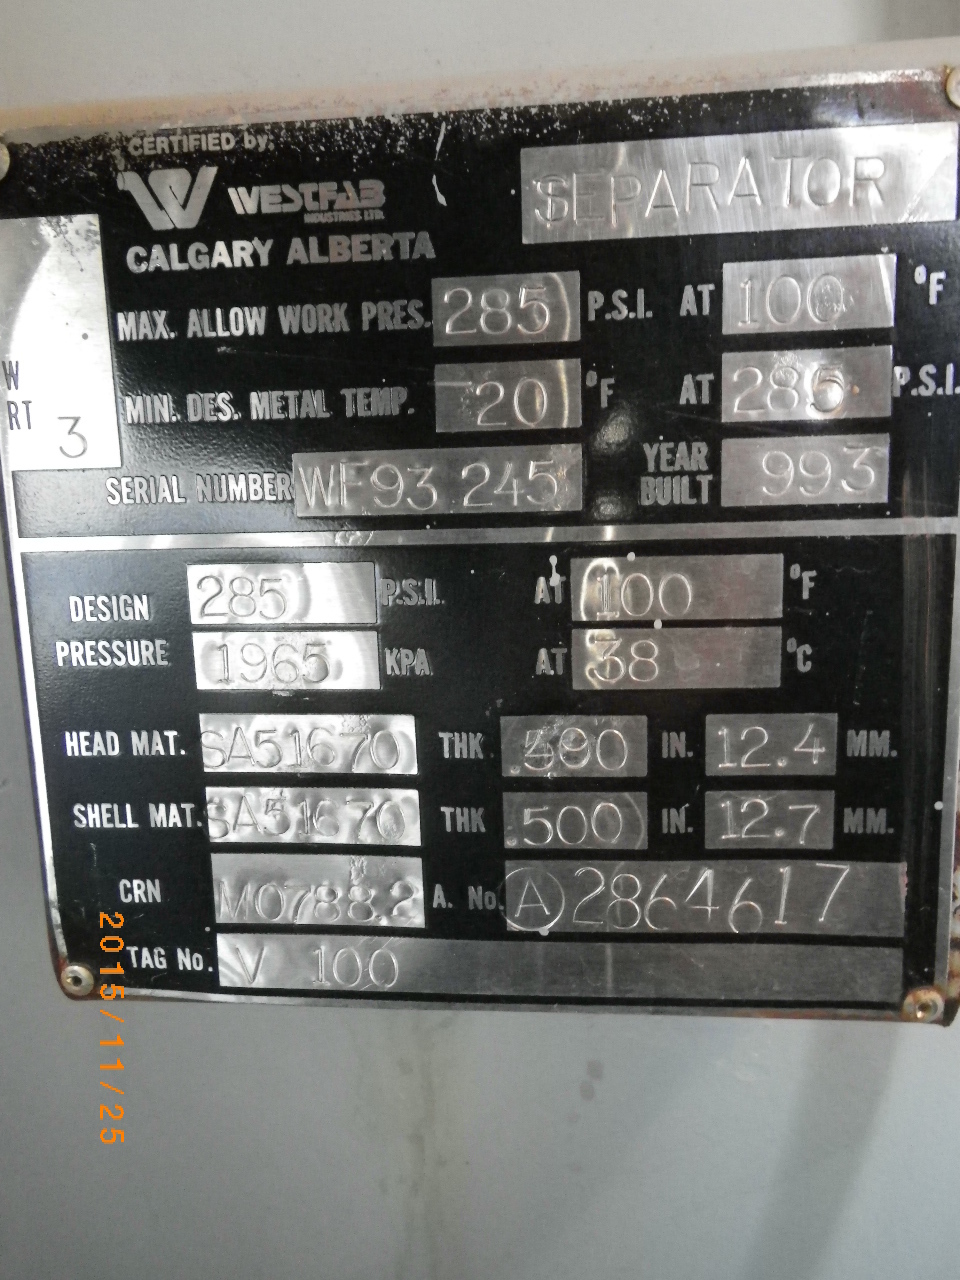 CERTIFIED by:
W WESTFAB
INDUSTRIES LTD.
CALGARY ALBERTA
SEPARATOR
MAX. ALLOW WORK PRES. 285 P.S.I. AT 100 °F
W
RT 3
MIN. DES. METAL TEMP. 20 °F AT 285 P.S.I.
SERIAL NUMBER WF93 245 YEAR BUILT 993
DESIGN PRESSURE
285 P.S.I. AT 100 °F
1965 KPA AT 38 °C
HEAD MAT. SA51670 THK IN. 12.4 MM.
SHELL MAT. SA51670 THK .500 IN. 12.7 MM.
CRN M0788.2 A. No. (A) 2864617
TAG No. V 100
2015/11/25